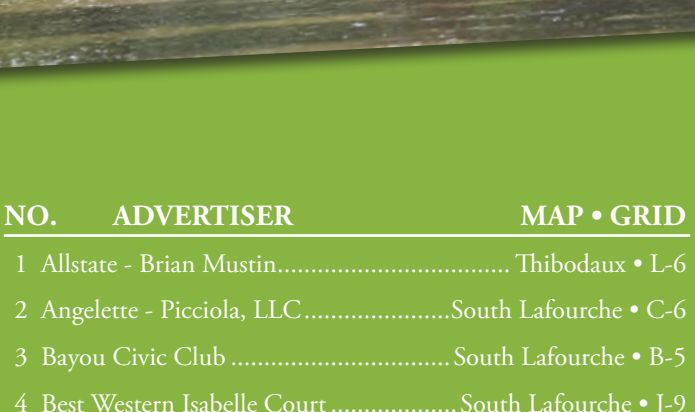 NO. ADVERTISER MAP • GRID
1 Allstate - Brian Mustin.................................... Thibodaux • L-6
2 Angelette - Picciola, LLC.......................South Lafourche • C-6
3 Bayou Civic Club ..................................South Lafourche • B-5
4 Best Western Isabelle Court ...................South Lafourche • J-9